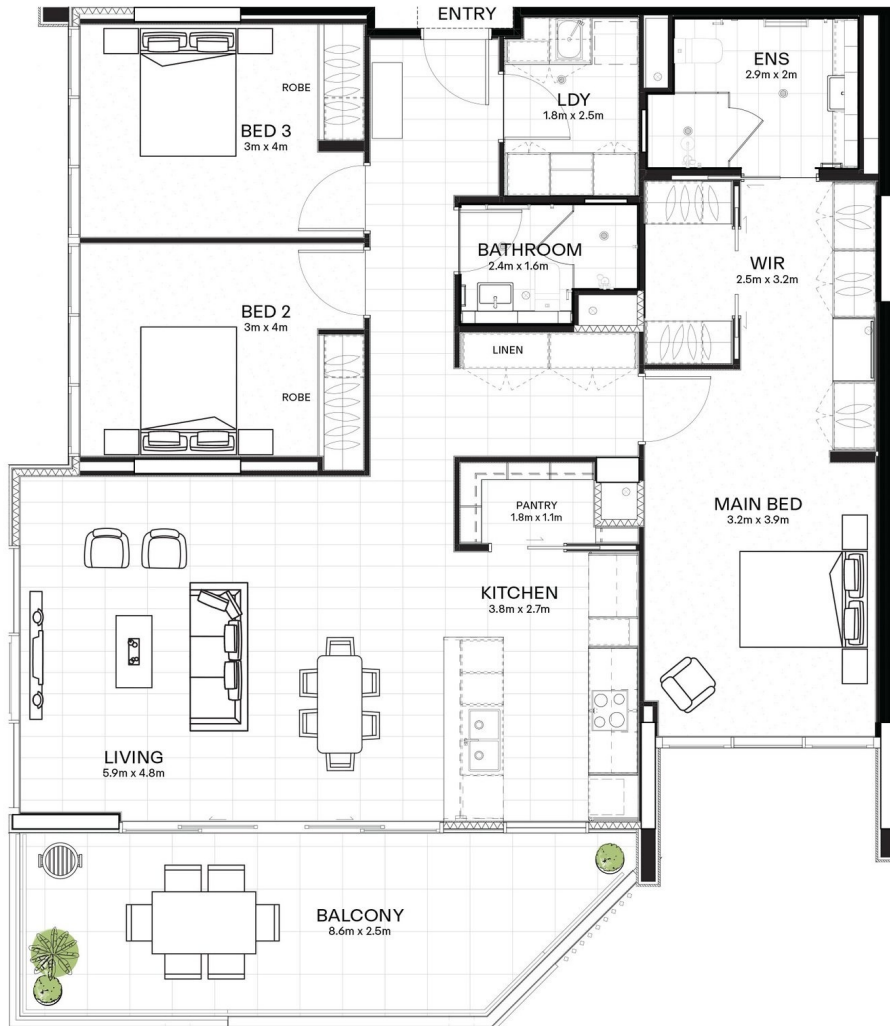 ENTRY
ENS
2.9m x 2m
ROBE
LDY
1.8m x 2.5m
BED 3
3m x 4m
BATHROOM
2.4m x 1.6m
WIR
2.5m x 3.2m
BED 2
3m x 4m
LINEN
ROBE
PANTRY
1.8m x 1.1m
MAIN BED
3.2m x 3.9m
KITCHEN
3.8m x 2.7m
LIVING
5.9m x 4.8m
BALCONY
8.6m x 2.5m